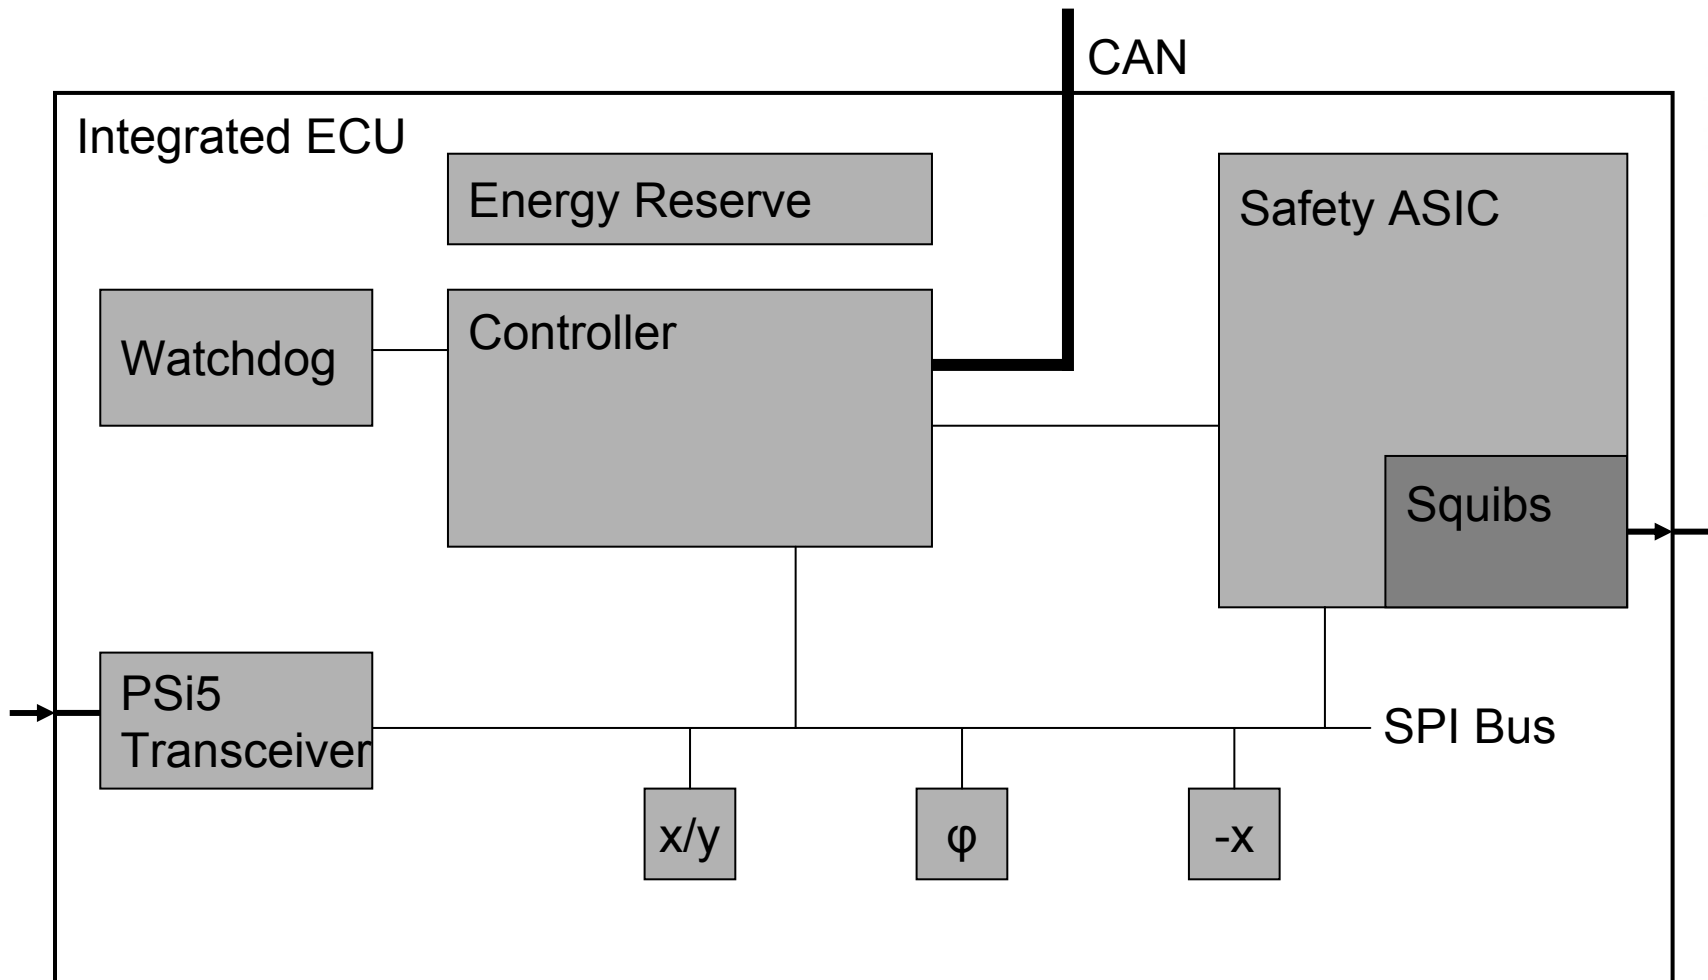 CAN
Integrated ECU
Energy Reserve
Safety ASIC
Watchdog
Controller
Squibs
PSi5
Transceiver
SPI Bus
x/y
φ
-x